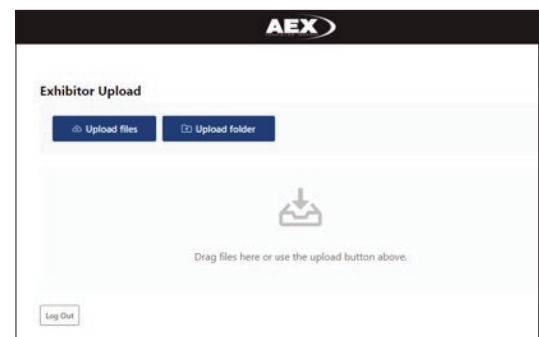 AEX
Exhibitor Upload
Upload files
Upload folder
Drag files here or use the upload button above.
Log Out